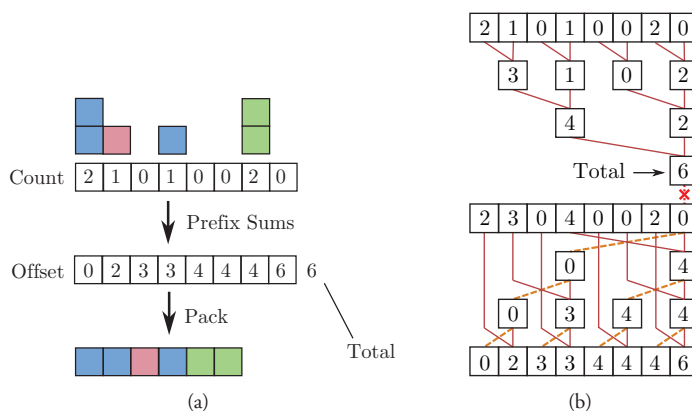 Count 2 1 0 1 0 0 2 0
Prefix Sums
Offset 0 2 3 3 4 4 4 6 6
Pack
Total
(a)
2 1 0 1 0 0 2 0
3 1 0 2
4 2
Total 6
2 3 0 4 0 0 2 0
0 4
0 3 4 4
0 2 3 3 4 4 4 6
(b)